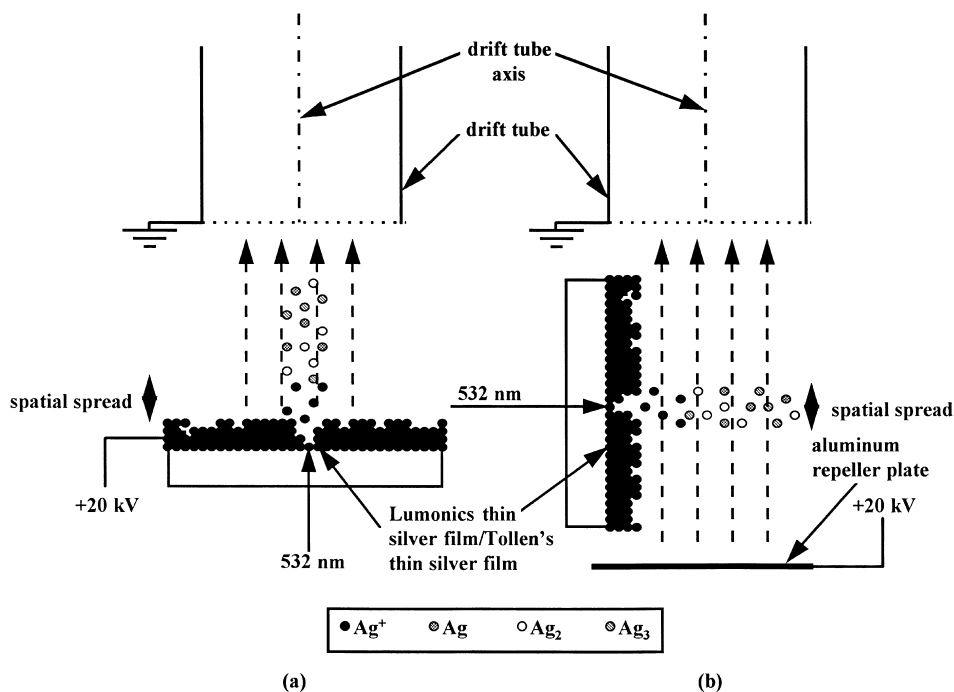 drift tube
axis
drift tube
spatial spread
+20 kV
532 nm
Lumonics thin
silver film/Tollen's
thin silver film
532 nm
spatial spread
aluminum
repeller plate
+20 kV
Ag⁺ Ag Ag₂ Ag₃
(a) (b)